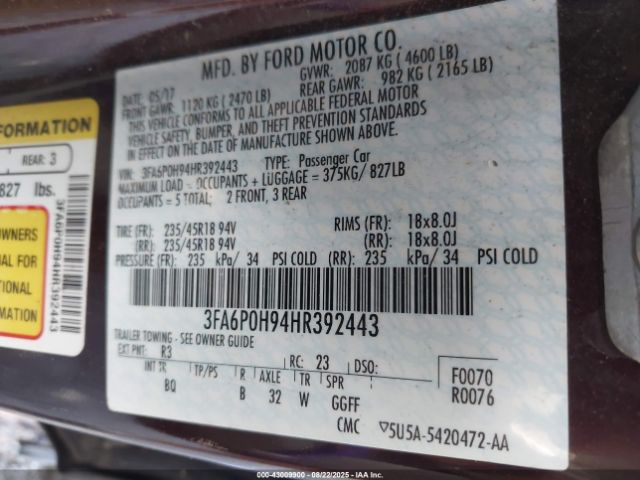 MFD. BY FORD MOTOR CO.
DATE: 05/17
GVWR: 2087 KG ( 4600 LB)
FRONT GAWR: 1120 KG ( 2470 LB)
REAR GAWR: 982 KG ( 2165 LB)
THIS VEHICLE CONFORMS TO ALL APPLICABLE FEDERAL MOTOR
VEHICLE SAFETY, BUMPER, AND THEFT PREVENTION STANDARDS
IN EFFECT ON THE DATE OF MANUFACTURE SHOWN ABOVE.
VIN: 3FA6P0H94HR392443 TYPE: Passenger Car
MAXIMUM LOAD = OCCUPANTS + LUGGAGE = 375KG/ 827LB
OCCUPANTS = 5 TOTAL: 2 FRONT, 3 REAR
TIRE (FR): 235/45R18 94V RIMS (FR): 18x8.0J
(RR): 235/45R18 94V (RR): 18x8.0J
PRESSURE (FR): 235 kPa/ 34 PSI COLD (RR): 235 kPa/ 34 PSI COLD
3FA6P0H94HR392443
TRAILER TOWING - SEE OWNER GUIDE
EXT PNT: R3 RC: 23 DSO:
INT TR TP/PS R AXLE TR SPR
BQ B 32 W GGFF
F0070
R0076
CMC
5U5A-5420472-AA
FORMATION
REAR: 3
827 lbs.
OWNERS
AL FOR
TIONAL
MATION
3FA6P0H94HR392443
000-43009900 - 08/22/2025 - IAAI.COM